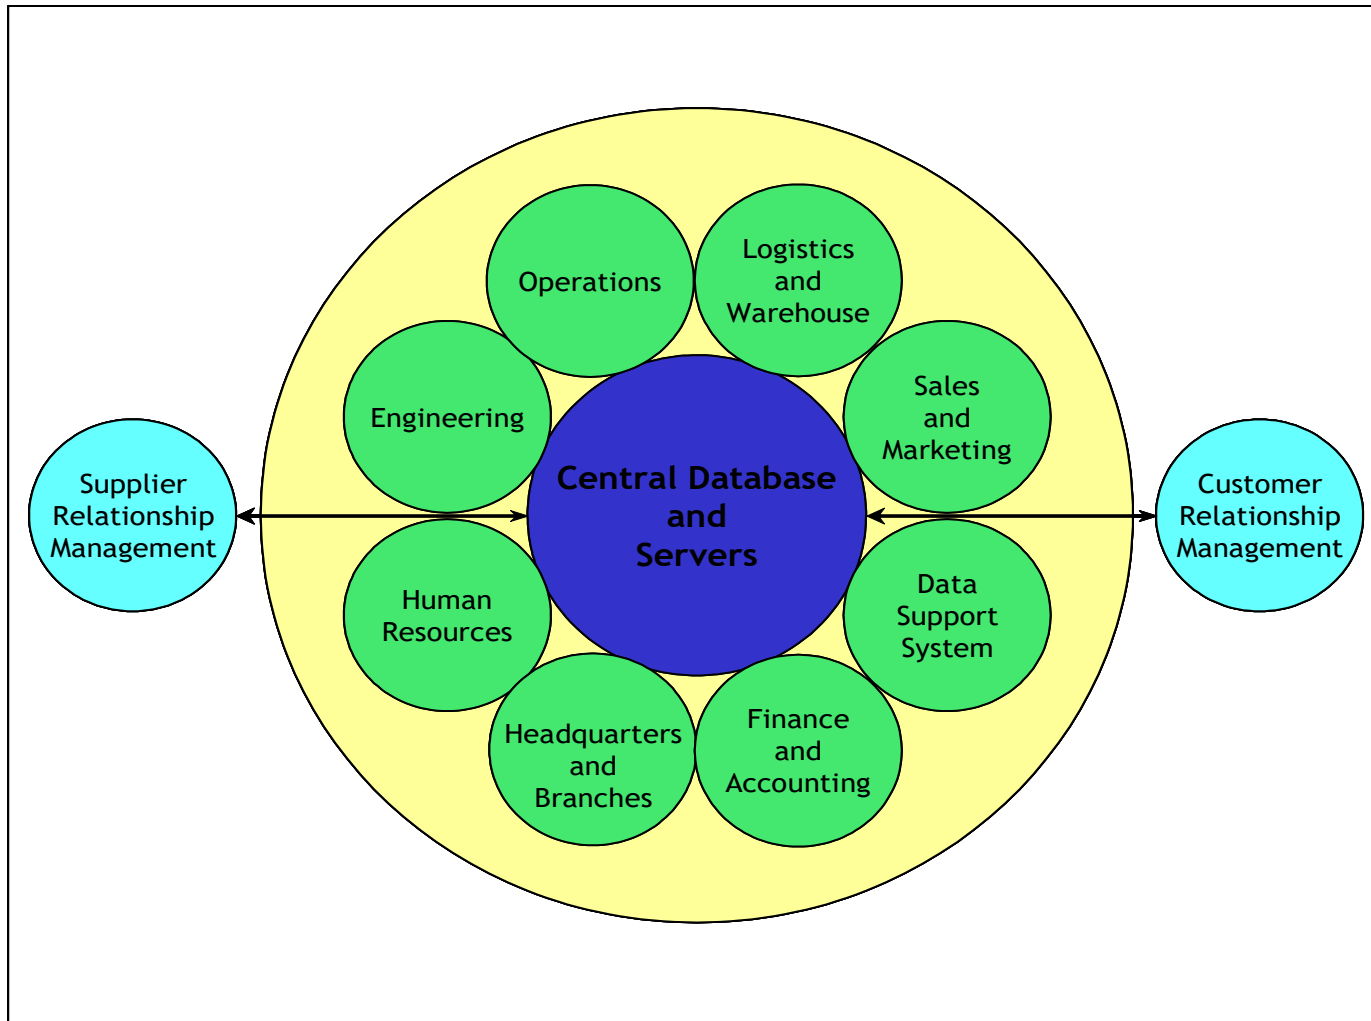 Logistics
and
Warehouse
Operations
Sales
and
Marketing
Engineering
Supplier
Relationship
Management
Central Database
and
Servers
Customer
Relationship
Management
Human
Resources
Data
Support
System
Headquarters
and
Branches
Finance
and
Accounting